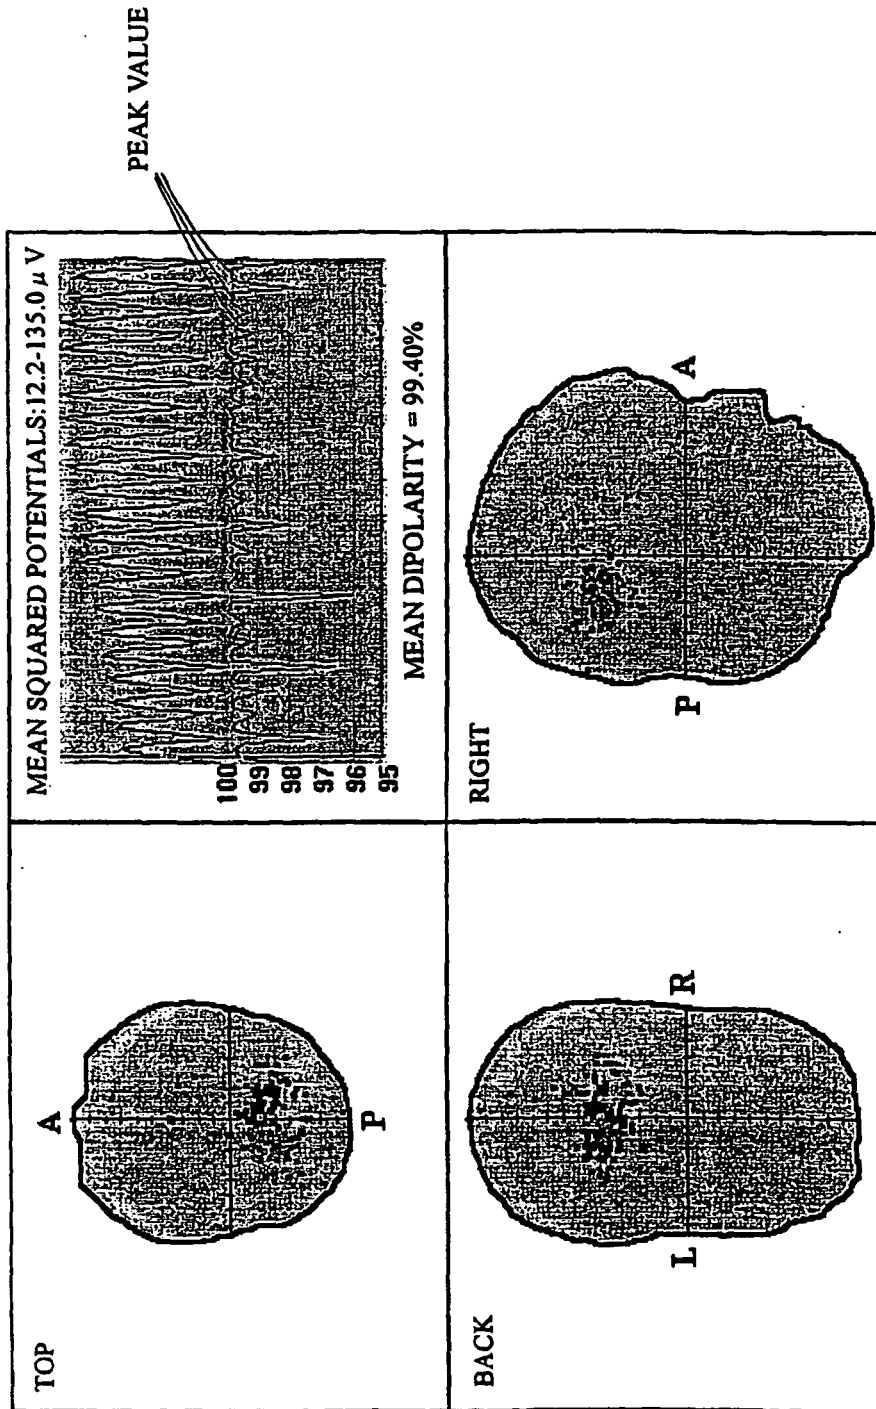 TOP
A
P
MEAN SQUARED POTENTIALS:12.2-135.0 μ V
100
99
98
97
96
95
MEAN DIPOLARITY = 99.40%
PEAK VALUE
BACK
L
R
RIGHT
P
A